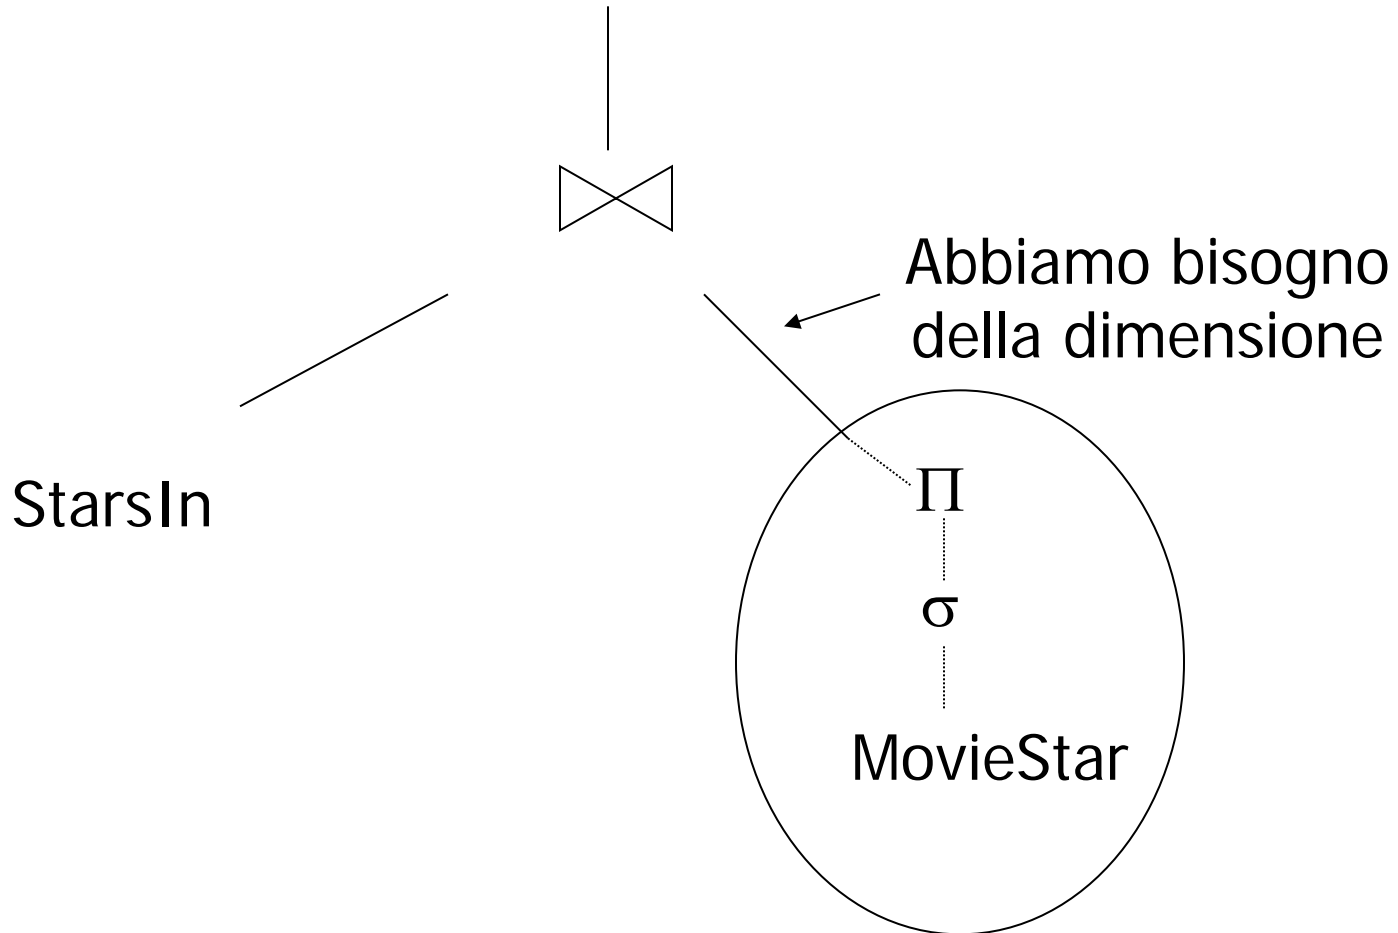 Abbiamo bisogno
della dimensione
StarsIn
Π
σ
MovieStar